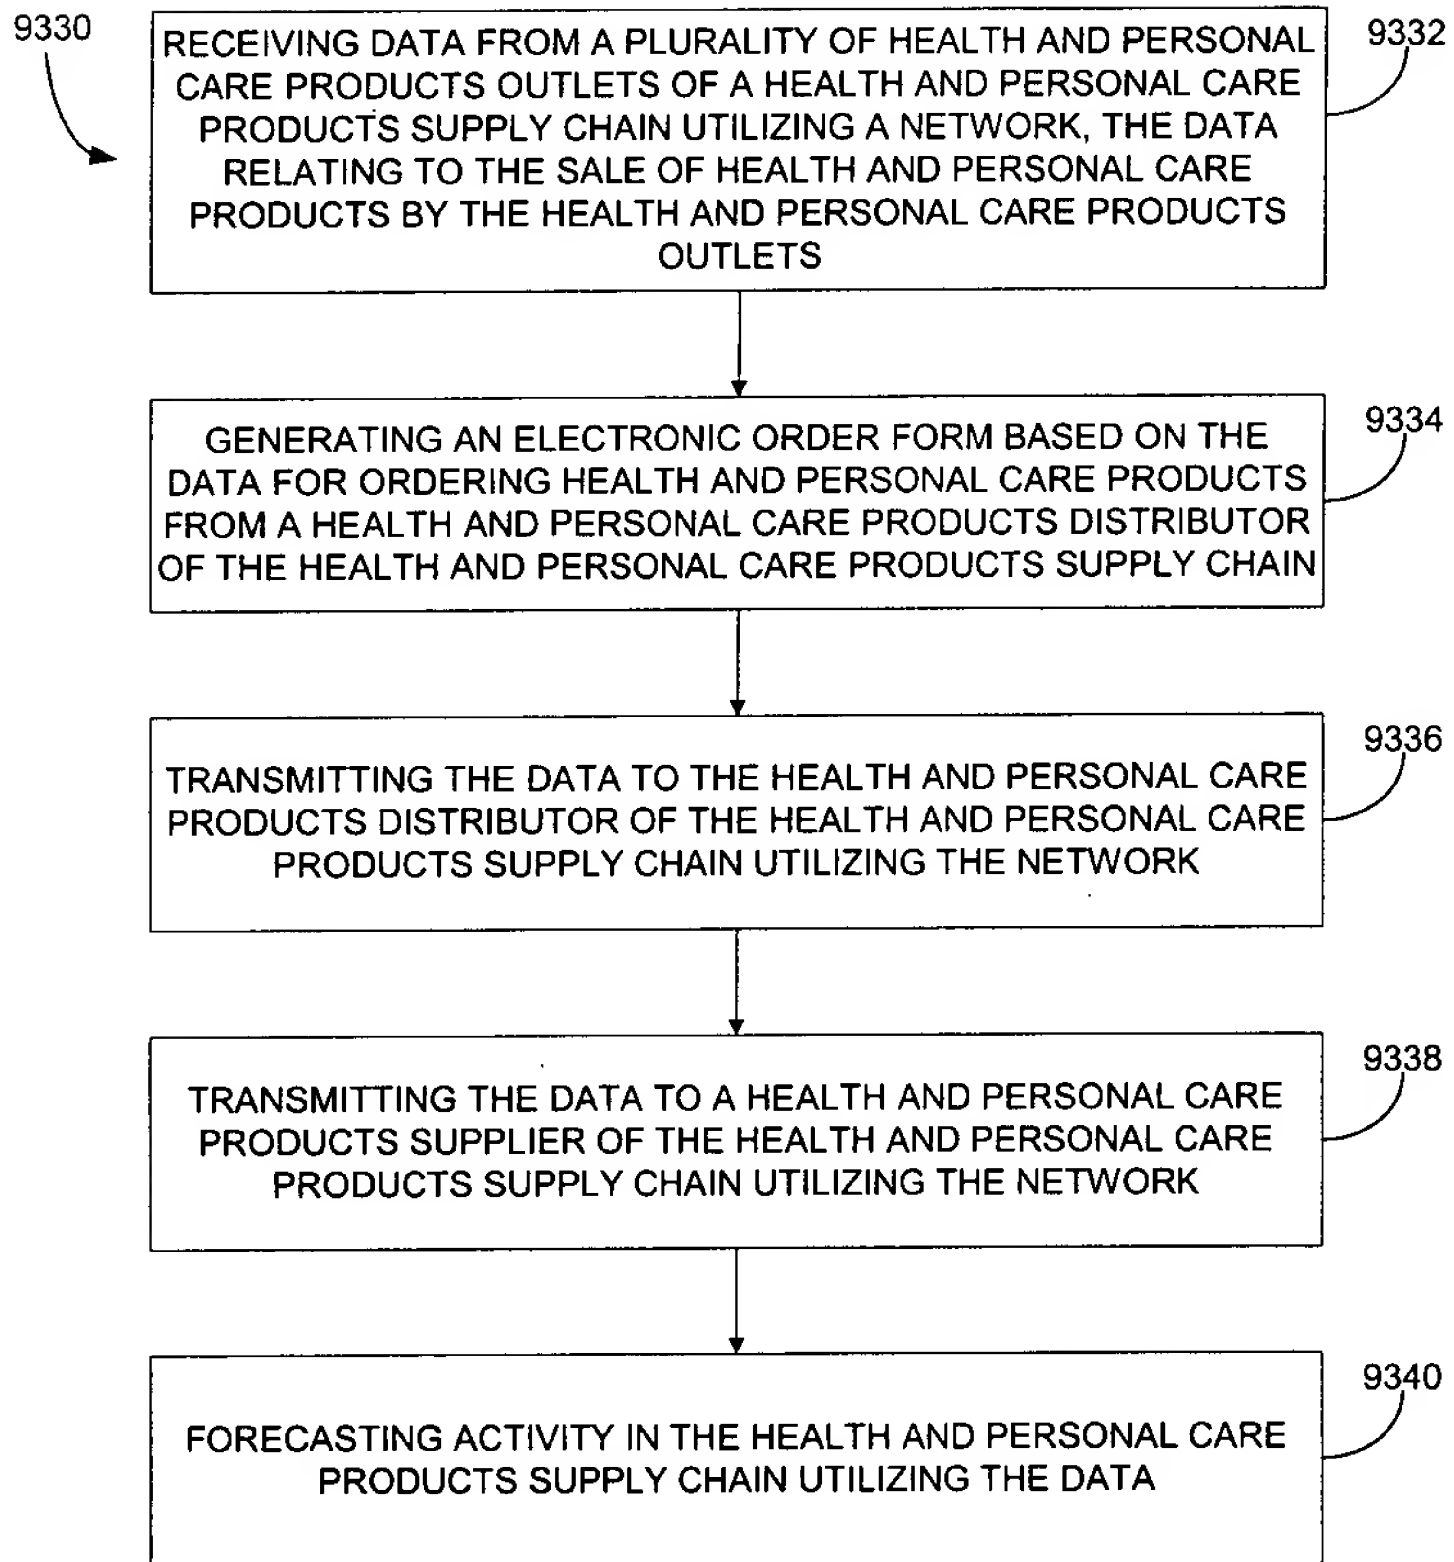 9330
9332
RECEIVING DATA FROM A PLURALITY OF HEALTH AND PERSONAL
CARE PRODUCTS OUTLETS OF A HEALTH AND PERSONAL CARE
PRODUCTS SUPPLY CHAIN UTILIZING A NETWORK, THE DATA
RELATING TO THE SALE OF HEALTH AND PERSONAL CARE
PRODUCTS BY THE HEALTH AND PERSONAL CARE PRODUCTS
OUTLETS
9334
GENERATING AN ELECTRONIC ORDER FORM BASED ON THE
DATA FOR ORDERING HEALTH AND PERSONAL CARE PRODUCTS
FROM A HEALTH AND PERSONAL CARE PRODUCTS DISTRIBUTOR
OF THE HEALTH AND PERSONAL CARE PRODUCTS SUPPLY CHAIN
9336
TRANSMITTING THE DATA TO THE HEALTH AND PERSONAL CARE
PRODUCTS DISTRIBUTOR OF THE HEALTH AND PERSONAL CARE
PRODUCTS SUPPLY CHAIN UTILIZING THE NETWORK
9338
TRANSMITTING THE DATA TO A HEALTH AND PERSONAL CARE
PRODUCTS SUPPLIER OF THE HEALTH AND PERSONAL CARE
PRODUCTS SUPPLY CHAIN UTILIZING THE NETWORK
9340
FORECASTING ACTIVITY IN THE HEALTH AND PERSONAL CARE
PRODUCTS SUPPLY CHAIN UTILIZING THE DATA